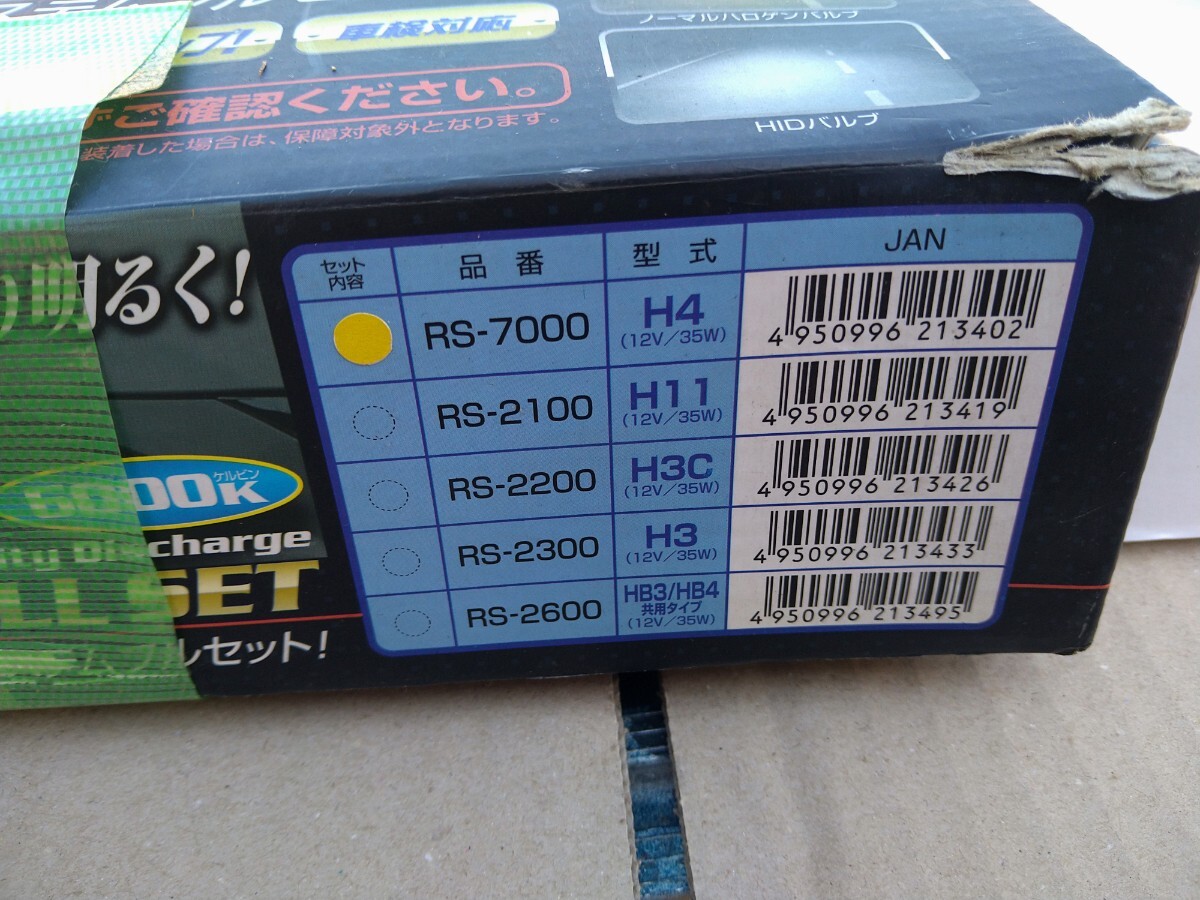 ノーマルハロゲンバルブ
車検対応
ご確認ください。
装着した場合は、保障対象外となります。
HIDバルブ
明るく!
ケルビン
00K
charge
SET
ルセット!
セット内容 品番 型式 JAN
RS-7000 H4 (12V/35W) 4 950996 213402
RS-2100 H11 (12V/35W) 4 950996 213419
RS-2200 H3C (12V/35W) 4 950996 213426
RS-2300 H3 (12V/35W) 4 950996 213433
RS-2600 HB3/HB4 共用タイプ (12V/35W) 4 950996 213495